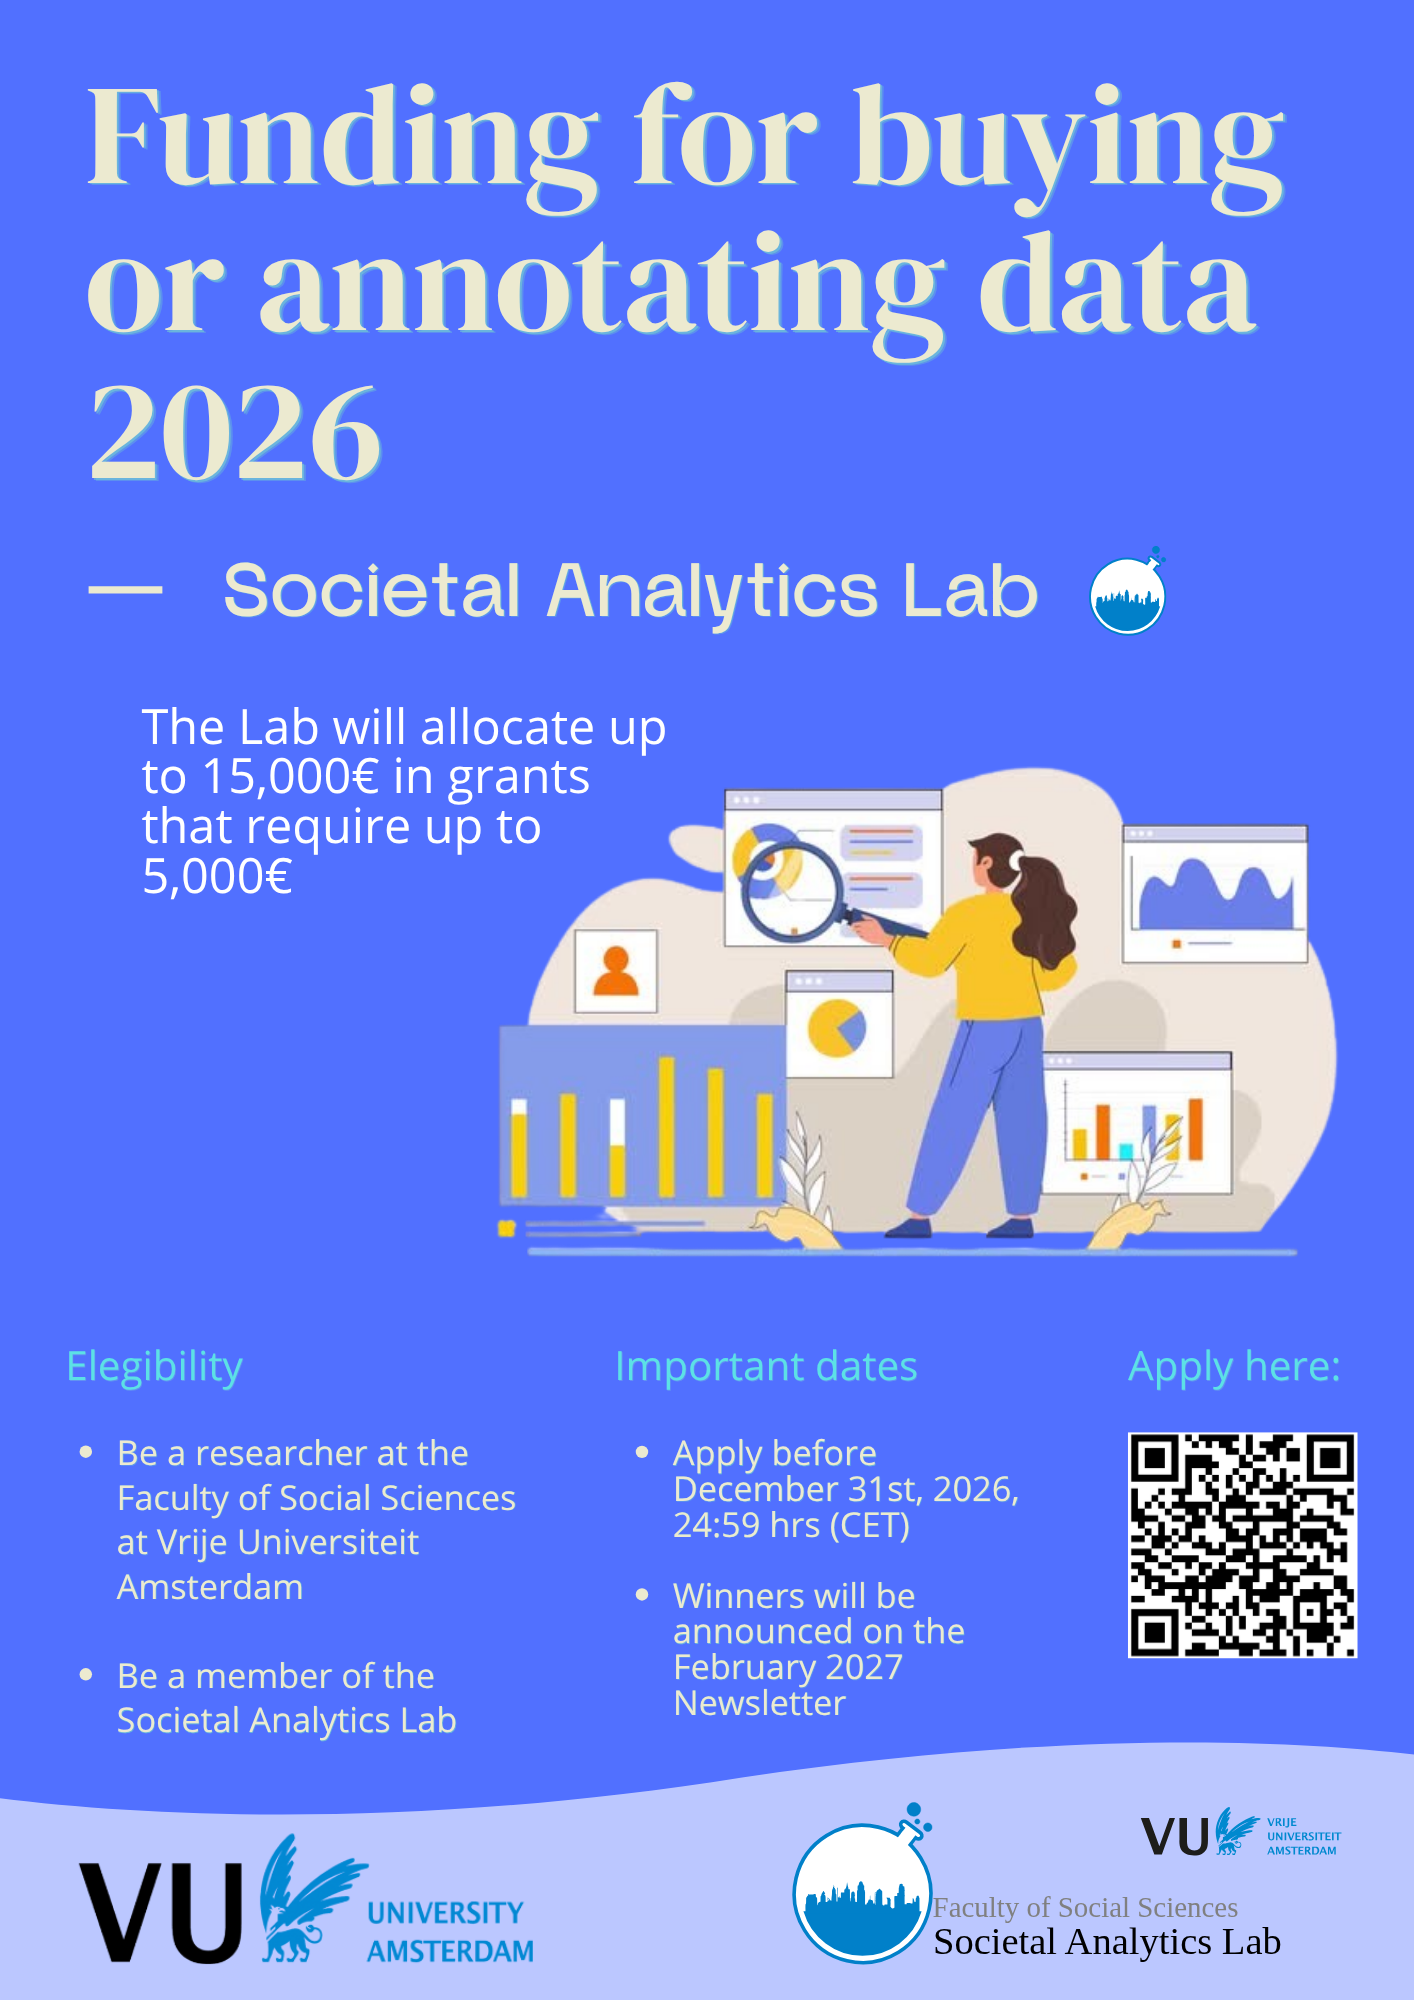 Funding for buying
or annotating data
2026
— Societal Analytics Lab
The Lab will allocate up
to 15,000€ in grants
that require up to
5,000€
Elegibility
• Be a researcher at the
Faculty of Social Sciences
at Vrije Universiteit
Amsterdam
• Be a member of the
Societal Analytics Lab
Important dates
• Apply before
December 31st, 2026,
24:59 hrs (CET)
• Winners will be
announced on the
February 2027
Newsletter
Apply here:
VU
UNIVERSITY
AMSTERDAM
VU
VRIJE
UNIVERSITEIT
AMSTERDAM
Faculty of Social Sciences
Societal Analytics Lab